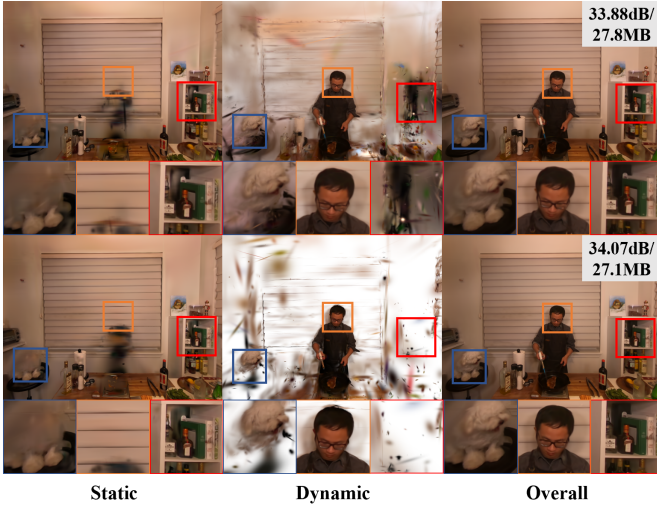 33.88dB/
27.8MB
34.07dB/
27.1MB
Static
Dynamic
Overall